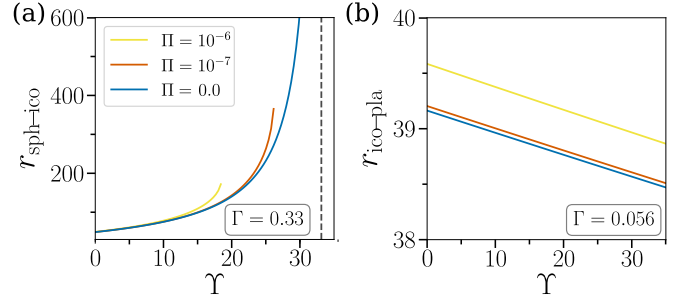 (a)
600
400
200
0
10
20
30
r_sph–ico
Υ
Π = 10^−6
Π = 10^−7
Π = 0.0
Γ = 0.33
(b)
40
39
38
0
10
20
30
r_ico–pla
Υ
Γ = 0.056